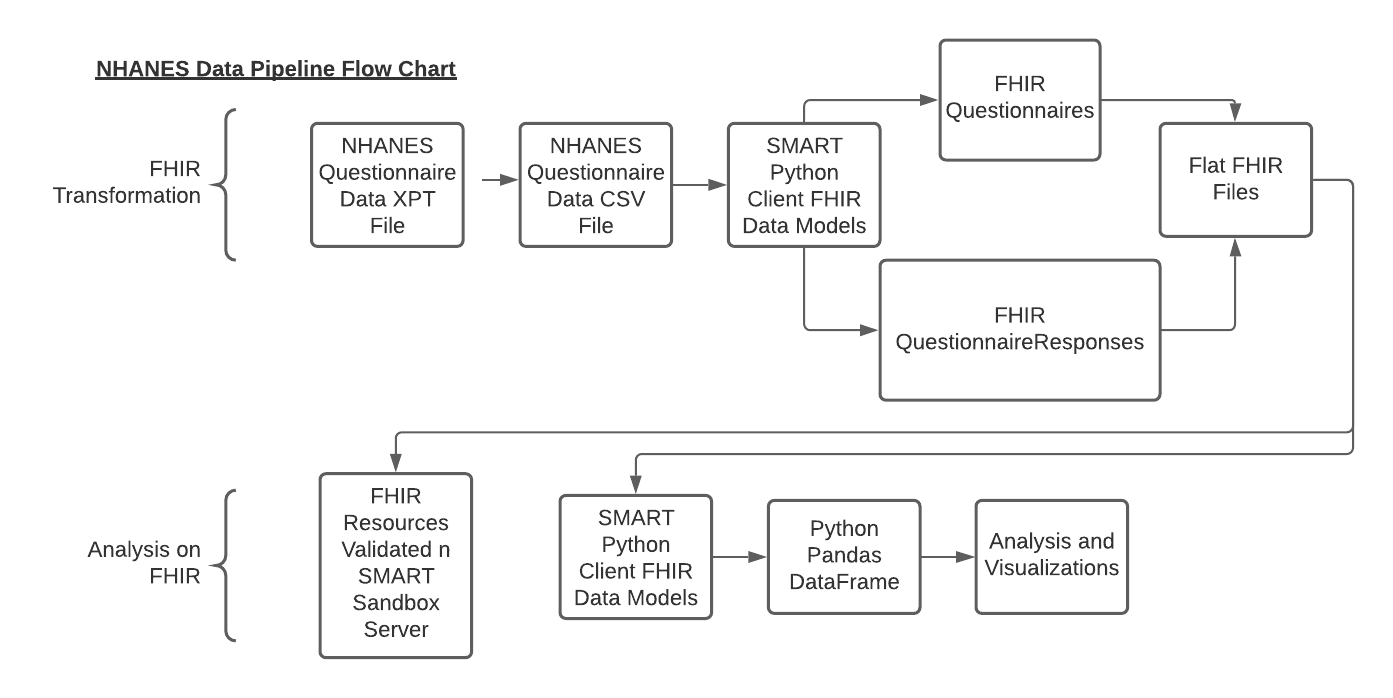 NHANES Data Pipeline Flow Chart
FHIR
Transformation
NHANES
Questionnaire
Data XPT
File
NHANES
Questionnaire
Data CSV
File
SMART
Python
Client FHIR
Data Models
FHIR
Questionnaires
FHIR
QuestionnaireResponses
Flat FHIR
Files
Analysis on
FHIR
FHIR
Resources
Validated n
SMART
Sandbox
Server
SMART
Python
Client FHIR
Data Models
Python
Pandas
DataFrame
Analysis and
Visualizations